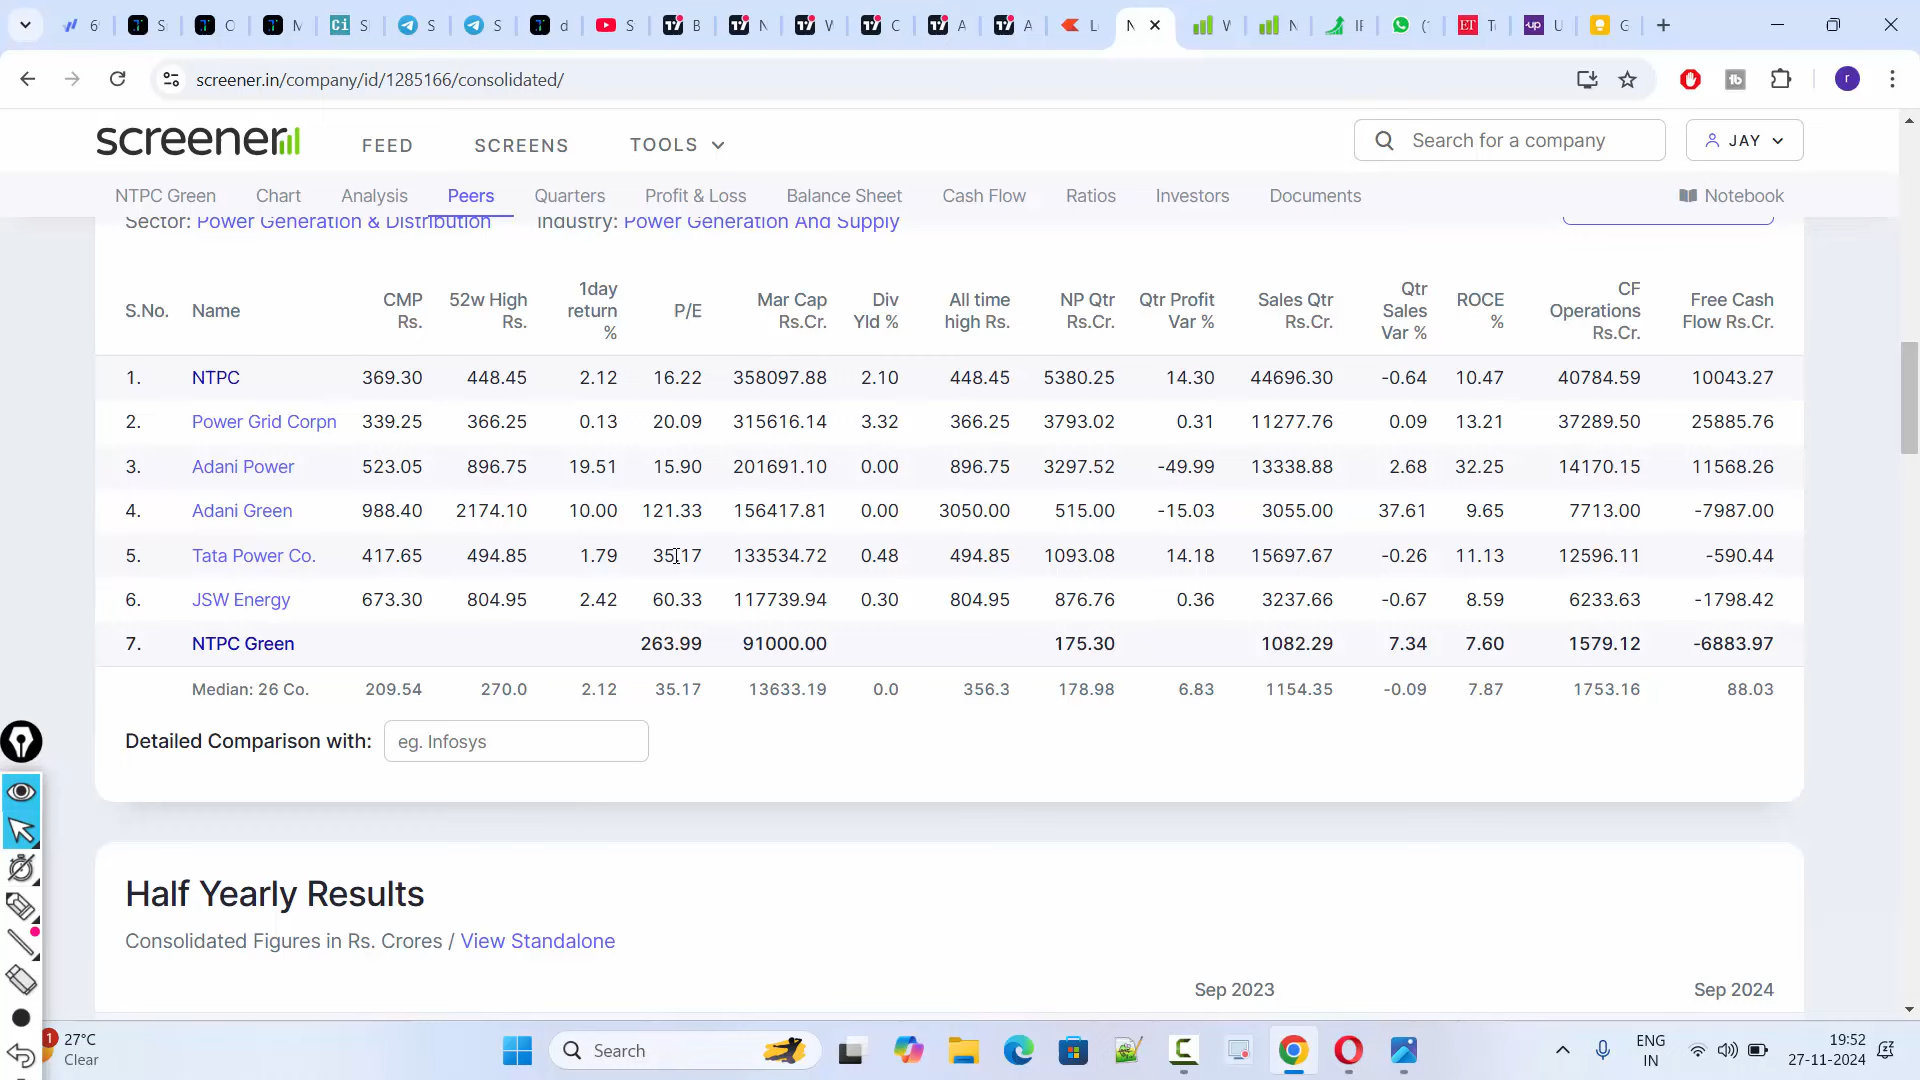 6
S
C
M
Ci S
S
S
d
S
B
N
V
C
A
A
L
N
V
N
IF
(
ET T
up U
G
screener.in/company/id/1285166/consolidated/
r
screener
FEED
SCREENS
TOOLS
Search for a company
JAY
NTPC Green
Chart
Analysis
Peers
Quarters
Profit & Loss
Balance Sheet
Cash Flow
Ratios
Investors
Documents
Notebook
Sector: Power Generation & Distribution Industry: Power Generation And Supply
S.No. Name CMP Rs. 52w High Rs. 1day return % P/E Mar Cap Rs.Cr. Div Yld % All time high Rs. NP Qtr Rs.Cr. Qtr Profit Var % Sales Qtr Rs.Cr. Qtr Sales Var % ROCE % CF Operations Rs.Cr. Free Cash Flow Rs.Cr.
1. NTPC 369.30 448.45 2.12 16.22 358097.88 2.10 448.45 5380.25 14.30 44696.30 -0.64 10.47 40784.59 10043.27
2. Power Grid Corpn 339.25 366.25 0.13 20.09 315616.14 3.32 366.25 3793.02 0.31 11277.76 0.09 13.21 37289.50 25885.76
3. Adani Power 523.05 896.75 19.51 15.90 201691.10 0.00 896.75 3297.52 -49.99 13338.88 2.68 32.25 14170.15 11568.26
4. Adani Green 988.40 2174.10 10.00 121.33 156417.81 0.00 3050.00 515.00 -15.03 3055.00 37.61 9.65 7713.00 -7987.00
5. Tata Power Co. 417.65 494.85 1.79 35.17 133534.72 0.48 494.85 1093.08 14.18 15697.67 -0.26 11.13 12596.11 -590.44
6. JSW Energy 673.30 804.95 2.42 60.33 117739.94 0.30 804.95 876.76 0.36 3237.66 -0.67 8.59 6233.63 -1798.42
7. NTPC Green 263.99 91000.00 175.30 1082.29 7.34 7.60 1579.12 -6883.97
Median: 26 Co. 209.54 270.0 2.12 35.17 13633.19 0.0 356.3 178.98 6.83 1154.35 -0.09 7.87 1753.16 88.03
Detailed Comparison with: eg. Infosys
Half Yearly Results
Consolidated Figures in Rs. Crores / View Standalone
Sep 2023 Sep 2024
1
27°C
Clear
Search
ENG
IN
19:52
27-11-2024